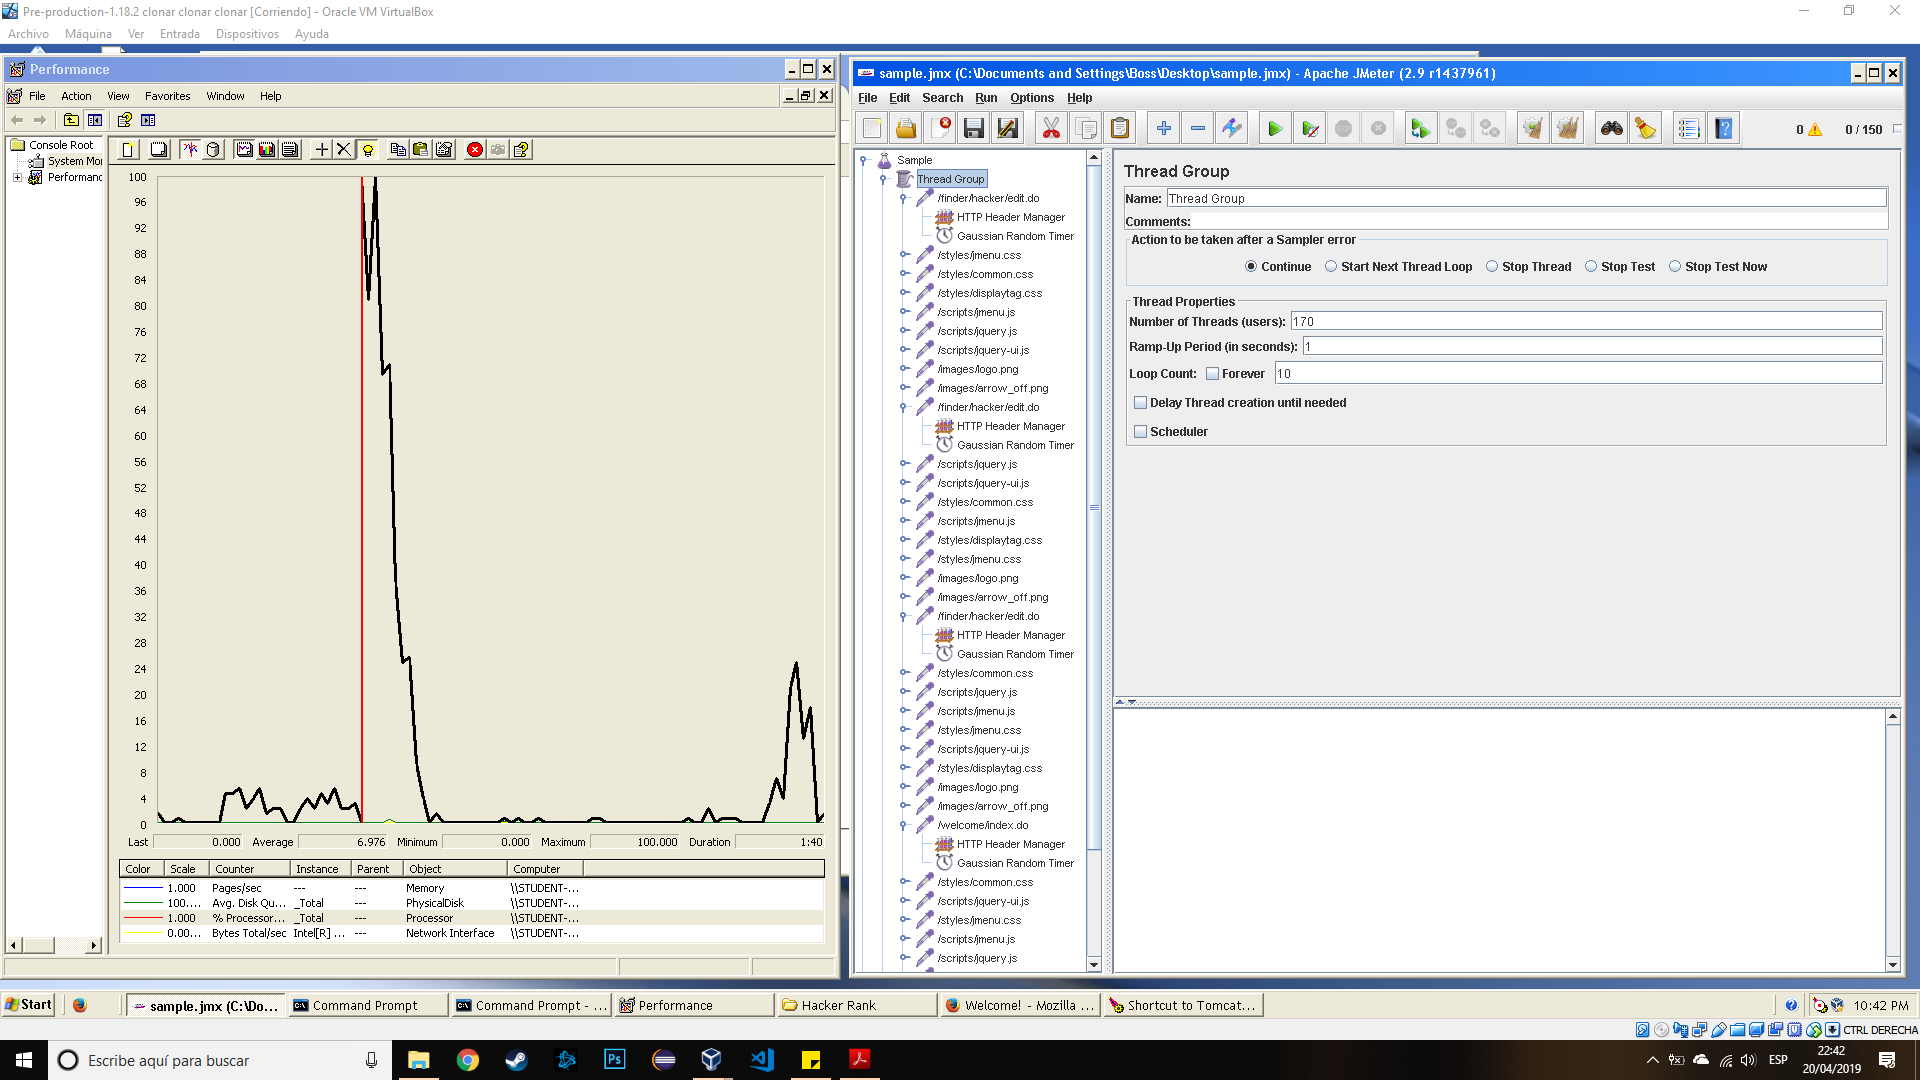 Pre-production-1.18.2 clonar clonar clonar [Corriendo] - Oracle VM VirtualBox
Archivo Máquina Ver Entrada Dispositivos Ayuda
Performance
File Action View Favorites Window Help
Console Root
System Mo
Performanc
100
96
92
88
84
80
76
72
68
64
60
56
52
48
44
40
36
32
28
24
20
16
12
8
4
0
Last 0.000 Average 6.976 Minimum 0.000 Maximum 100.000 Duration 1:40
Color Scale Counter Instance Parent Object Computer
1.000 Pages/sec --- --- Memory \\STUDENT-...
100.... Avg. Disk Qu... _Total --- PhysicalDisk \\STUDENT-...
1.000 % Processor... _Total --- Processor \\STUDENT-...
0.00... Bytes Total/sec Intel[R] ... --- Network Interface \\STUDENT-...
sample.jmx (C:\Documents and Settings\Boss\Desktop\sample.jmx) - Apache JMeter (2.9 r1437961)
File Edit Search Run Options Help
0 0 / 150
Sample
Thread Group
/finder/hacker/edit.do
HTTP Header Manager
Gaussian Random Timer
/styles/jmenu.css
/styles/common.css
/styles/displaytag.css
/scripts/jmenu.js
/scripts/jquery.js
/scripts/jquery-ui.js
/images/logo.png
/images/arrow_off.png
/finder/hacker/edit.do
HTTP Header Manager
Gaussian Random Timer
/scripts/jquery.js
/scripts/jquery-ui.js
/styles/common.css
/scripts/jmenu.js
/styles/displaytag.css
/styles/jmenu.css
/images/logo.png
/images/arrow_off.png
/finder/hacker/edit.do
HTTP Header Manager
Gaussian Random Timer
/styles/common.css
/scripts/jquery.js
/scripts/jmenu.js
/styles/jmenu.css
/scripts/jquery-ui.js
/styles/displaytag.css
/images/logo.png
/images/arrow_off.png
/welcome/index.do
HTTP Header Manager
Gaussian Random Timer
/styles/common.css
/scripts/jquery-ui.js
/styles/jmenu.css
/scripts/jmenu.js
/scripts/jquery.js
Thread Group
Name: Thread Group
Comments:
Action to be taken after a Sampler error
Continue Start Next Thread Loop Stop Thread Stop Test Stop Test Now
Thread Properties
Number of Threads (users): 170
Ramp-Up Period (in seconds): 1
Loop Count: Forever 10
Delay Thread creation until needed
Scheduler
Start sample.jmx (C:\Do... Command Prompt Command Prompt - ... Performance Hacker Rank Welcome! - Mozilla ... Shortcut to Tomcat... 10:42 PM
CTRL DERECHA
Escribe aquí para buscar
Ps
ESP
22:42
20/04/2019